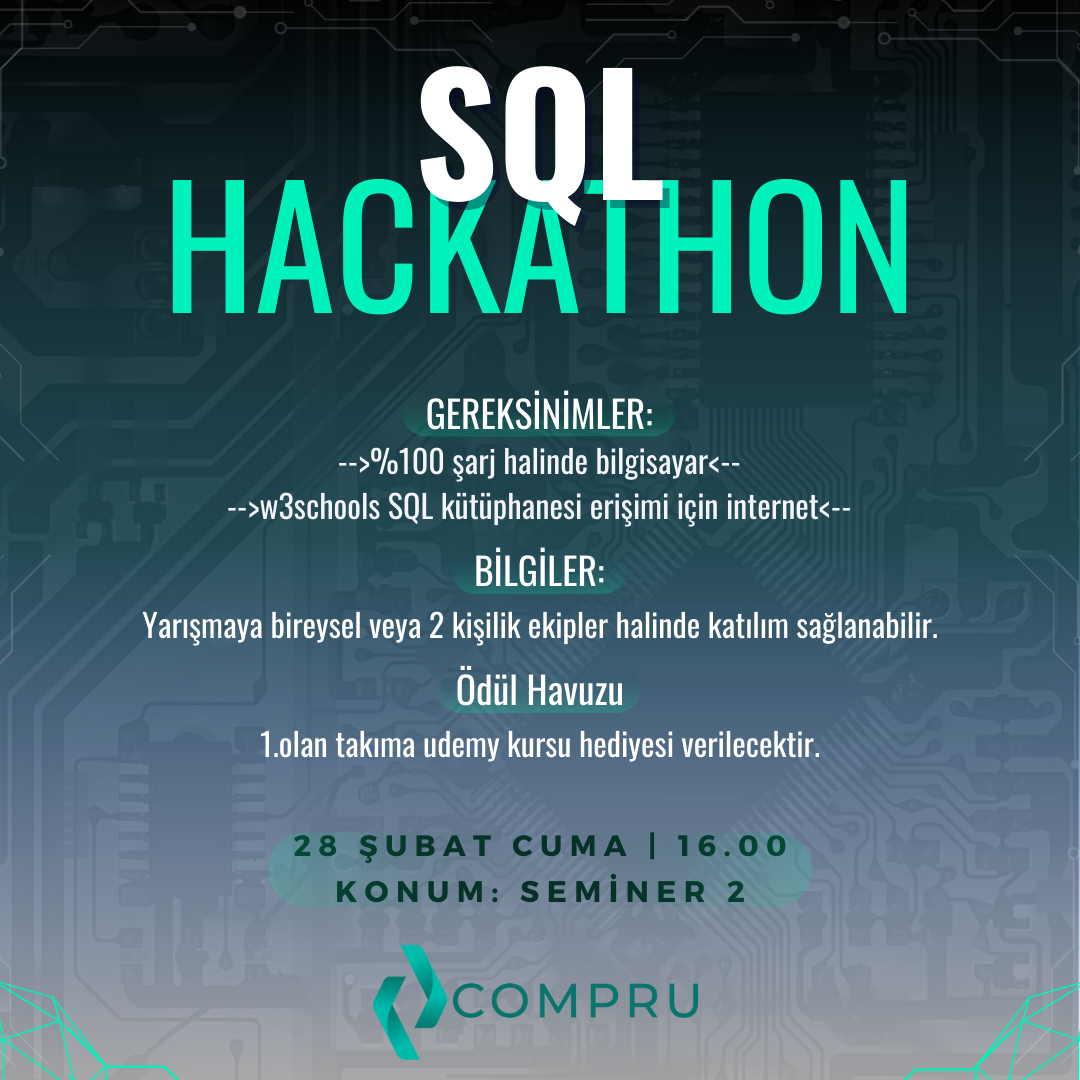 SQL
HACKATHON
GEREKSİNİMLER:
-->%100 şarj halinde bilgisayar<--
-->w3schools SQL kütüphanesi erişimi için internet<--
BİLGİLER:
Yarışmaya bireysel veya 2 kişilik ekipler halinde katılım sağlanabilir.
Ödül Havuzu
1.olan takıma udemy kursu hediyesi verilecektir.
28 ŞUBAT CUMA | 16.00
KONUM: SEMİNER 2
COMPRU